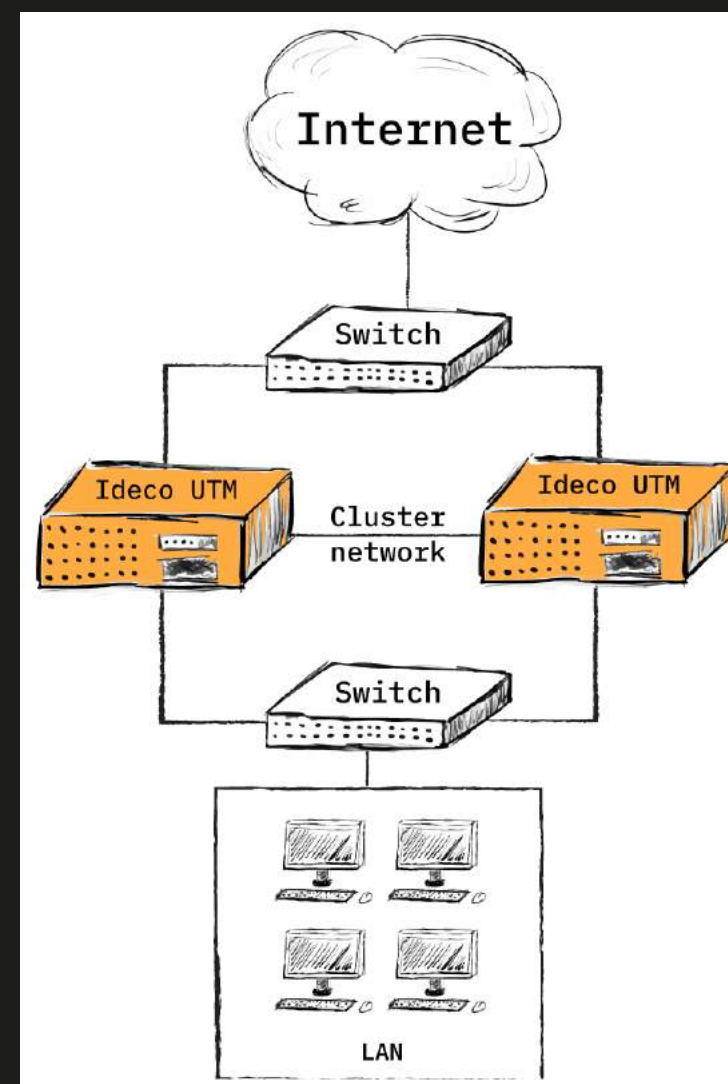 Internet
Switch
Ideco UTM
Ideco UTM
Cluster
network
Switch
LAN